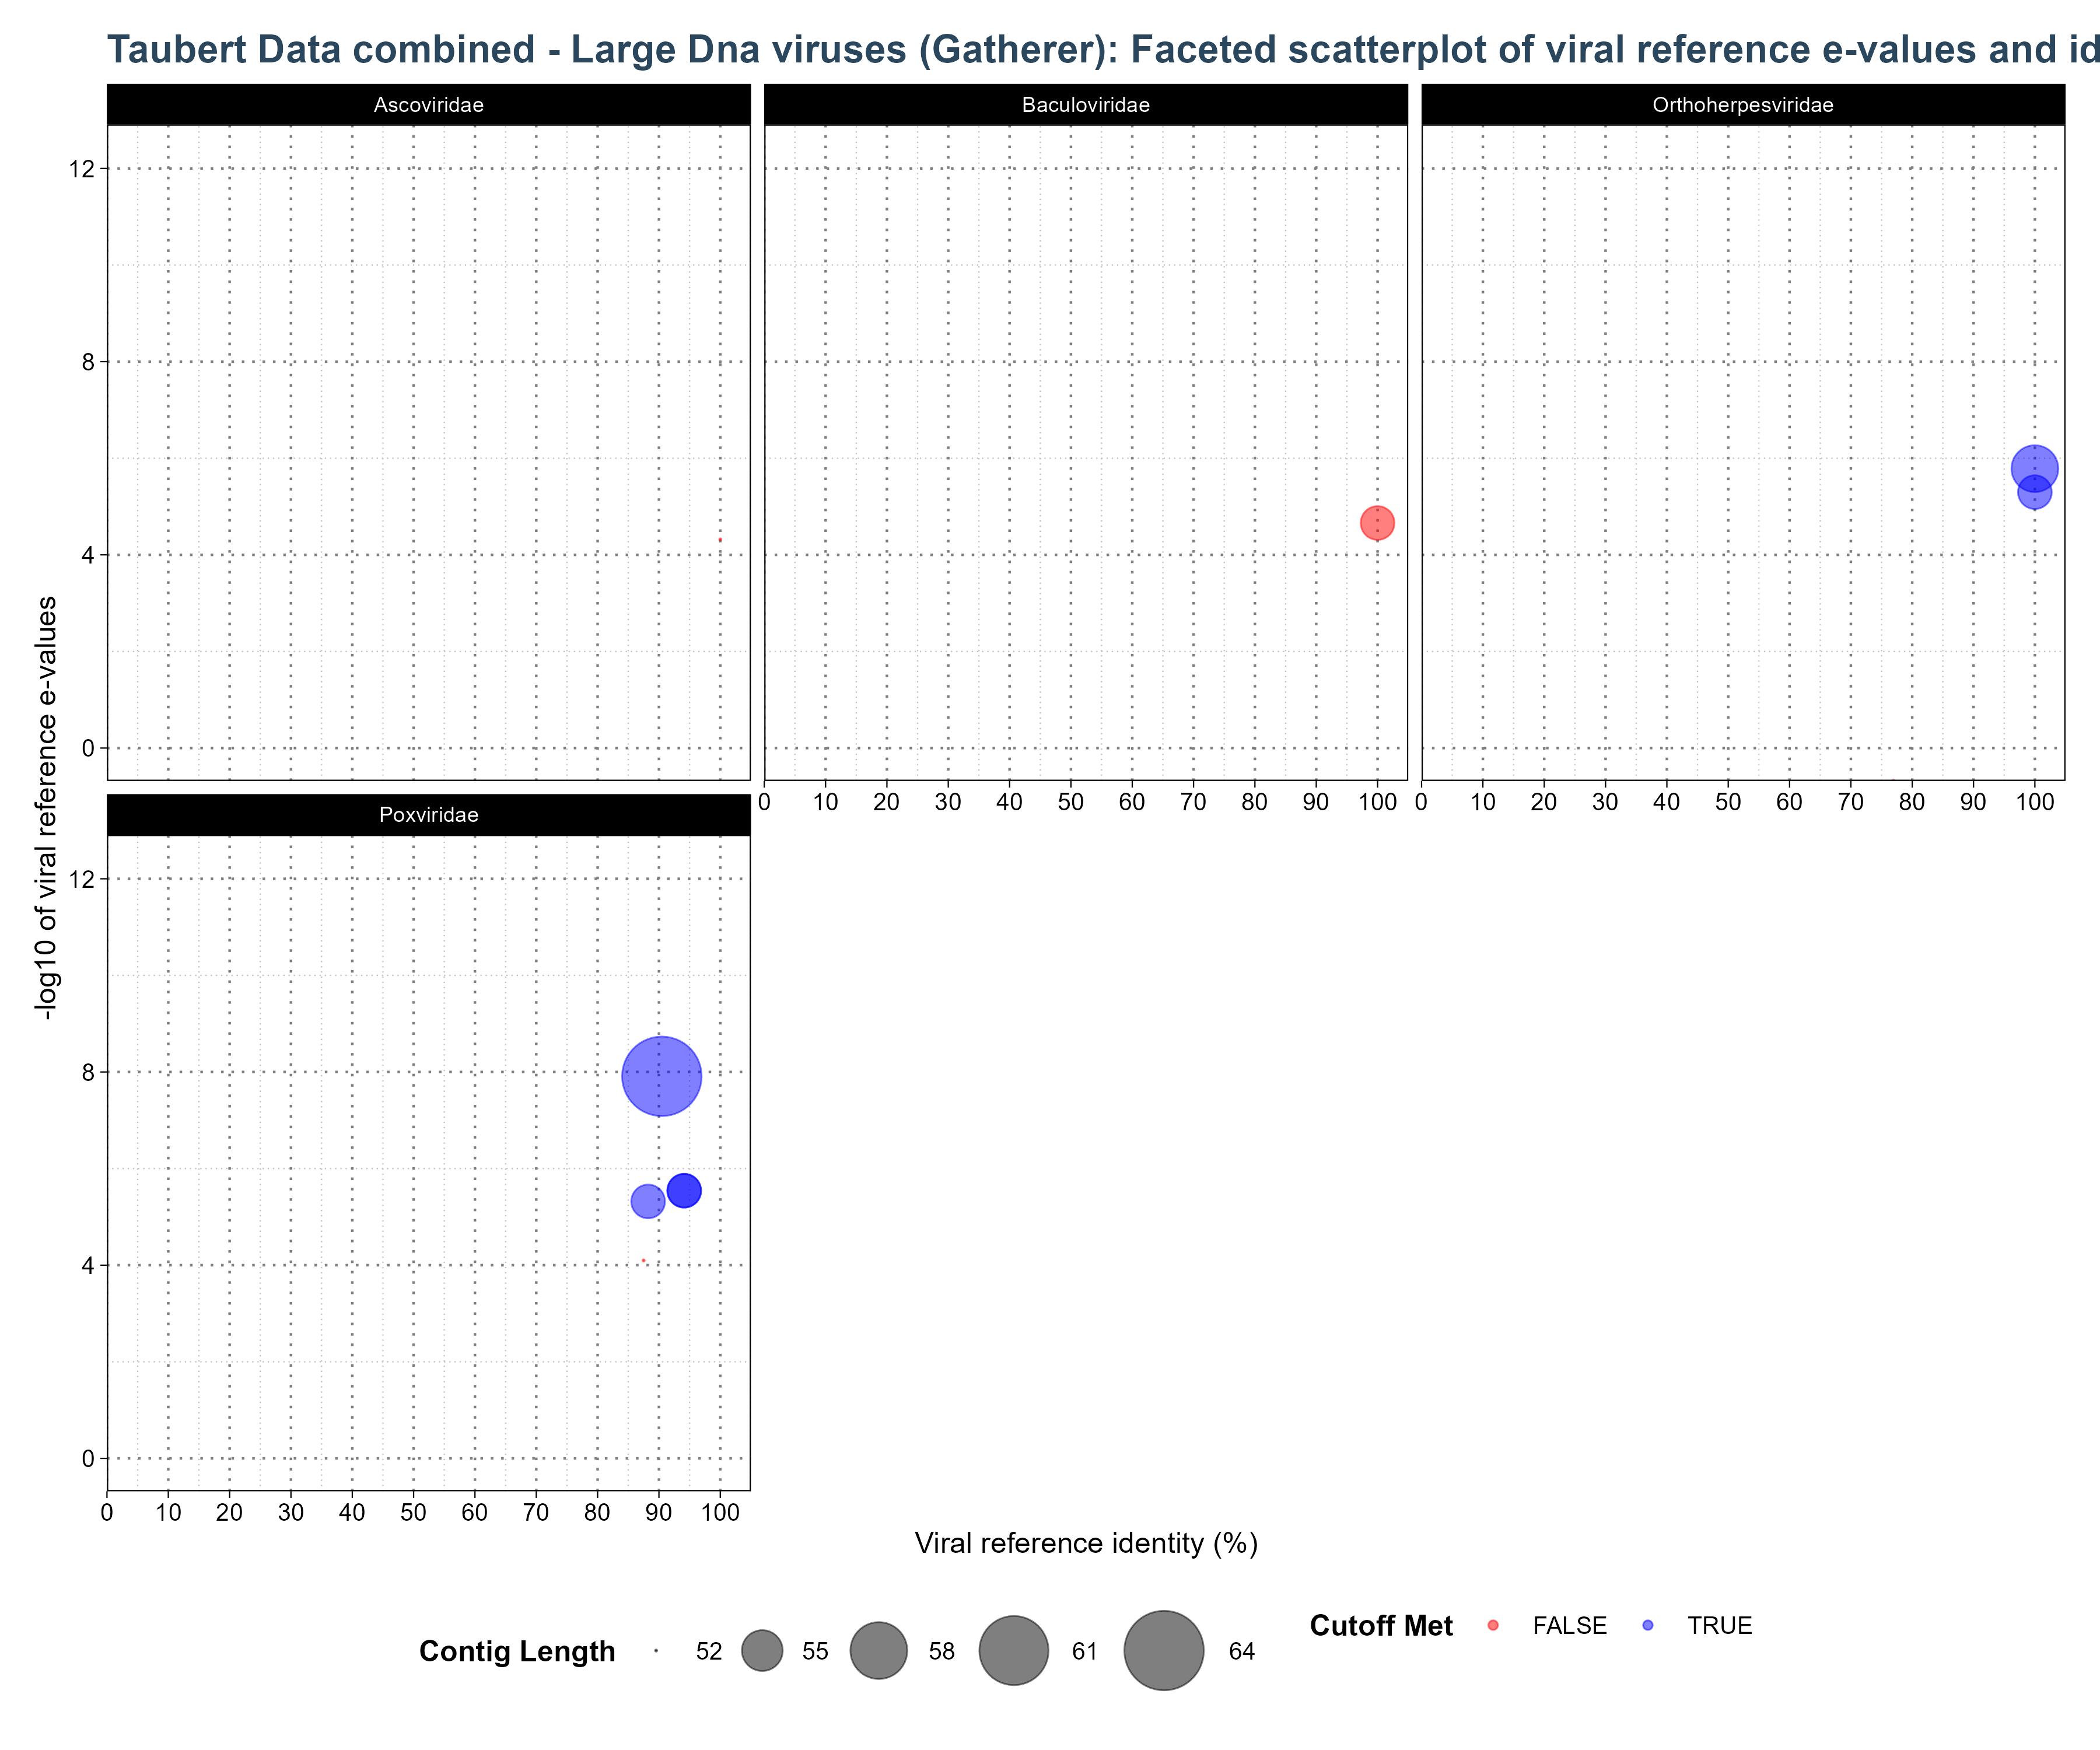 Taubert Data combined - Large Dna viruses (Gatherer): Faceted scatterplot of viral reference e-values and id
Ascoviridae
Baculoviridae
Orthoherpesviridae
12
8
4
0
0 10 20 30 40 50 60 70 80 90 100
0 10 20 30 40 50 60 70 80 90 100
-log10 of viral reference e-values
Poxviridae
12
8
4
0
0 10 20 30 40 50 60 70 80 90 100
Viral reference identity (%)
Contig Length 52 55 58 61 64
Cutoff Met FALSE TRUE